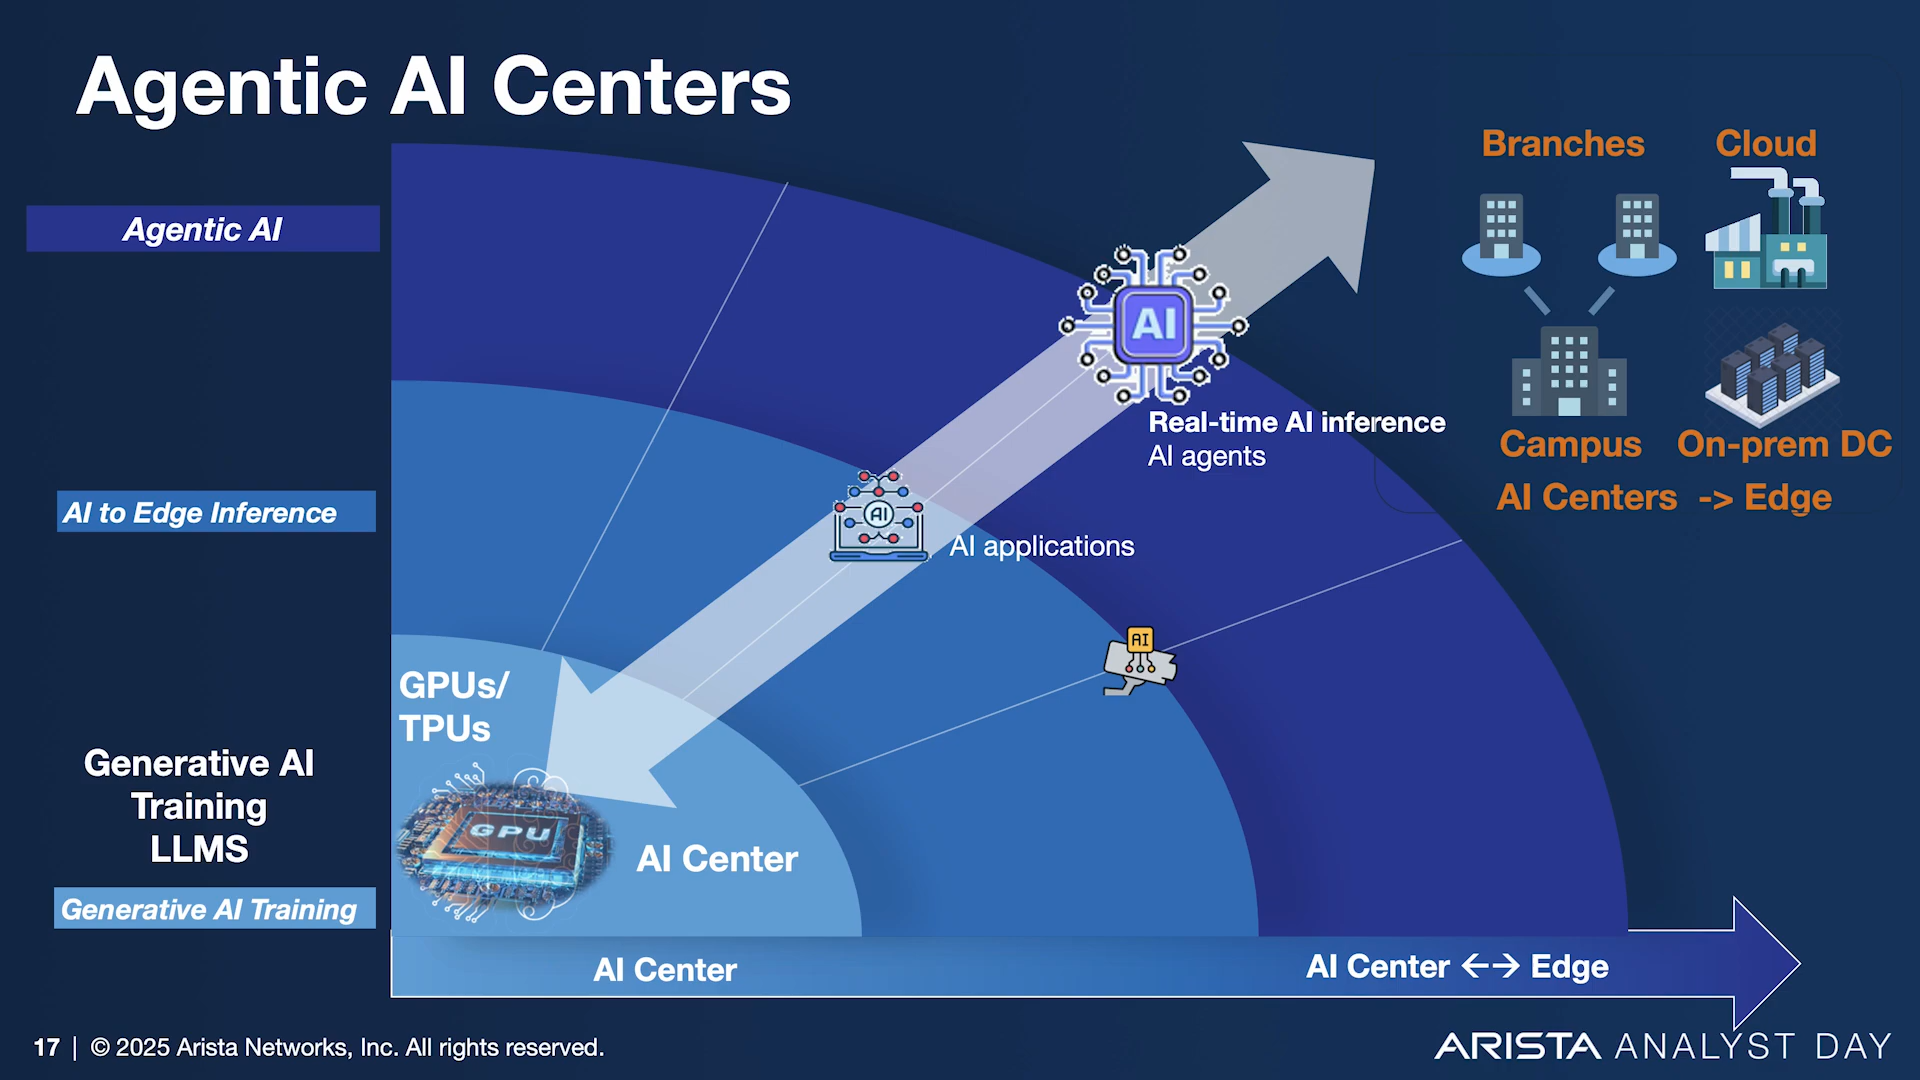 Agentic AI Centers
Branches
Cloud
Agentic AI
AI
Real-time AI inference
AI agents
Campus
On-prem DC
AI Centers -> Edge
AI to Edge Inference
AI
AI applications
AI
GPUs/
TPUs
Generative AI
Training
LLMS
GPU
AI Center
Generative AI Training
AI Center
AI Center ←→ Edge
17 | © 2025 Arista Networks, Inc. All rights reserved.
ARISTA ANALYST DAY